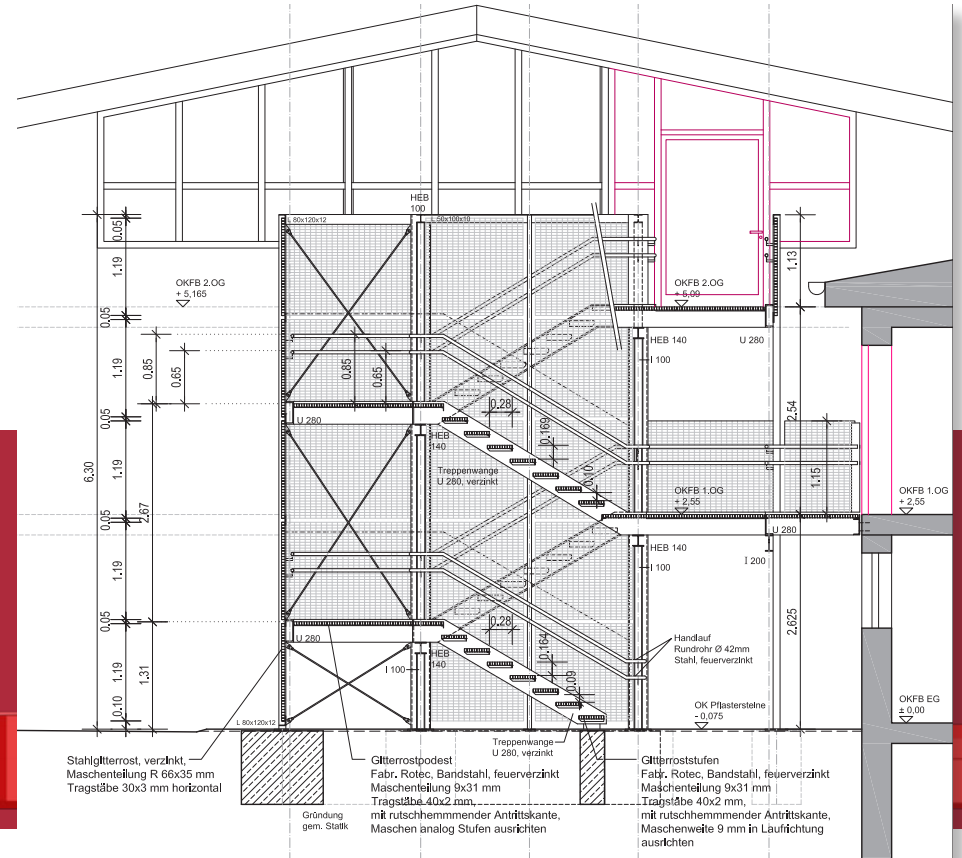 HEB
100
L 80x120x12
L 50x100x10
0.05
1.19
0.05
1.19
0.05
1.19
0.05
1.19
0.05
1.19
0.10
6.30
2.67
1.31
0.85
0.65
0.85
0.65
OKFB 2.OG
+ 5,165
OKFB 2.OG
+ 5,09
1.13
HEB 140
U 280
I 100
2.54
0.28
U 280
HEB
140
0.169
0.10
Treppenwange
U 280, verzinkt
1.15
OKFB 1.OG
+ 2,55
OKFB 1.OG
+ 2,55
U 280
HEB 140
I 200
I 100
2.625
0.28
U 280
HEB
140
I 100
0.164
0.09
Handlauf
Rundrohr Ø 42mm
Stahl, feuerverzinkt
L 80x120x12
OK Pflastersteine
- 0,075
OKFB EG
± 0,00
Treppenwange
U 280, verzinkt
Stahlgitterrost, verzinkt,
Maschenteilung R 66x35 mm
Tragstäbe 30x3 mm horizontal
Gründung
gem. Statik
Gitterrostpodest
Fabr. Rotec, Bandstahl, feuerverzinkt
Maschenteilung 9x31 mm
Tragstäbe 40x2 mm,
mit rutschhemmmender Antrittskante,
Maschen analog Stufen ausrichten
Gitterroststufen
Fabr. Rotec, Bandstahl, feuerverzinkt
Maschenteilung 9x31 mm
Tragstäbe 40x2 mm,
mit rutschhemmmender Antrittskante,
Maschenweite 9 mm in Laufrichtung
ausrichten